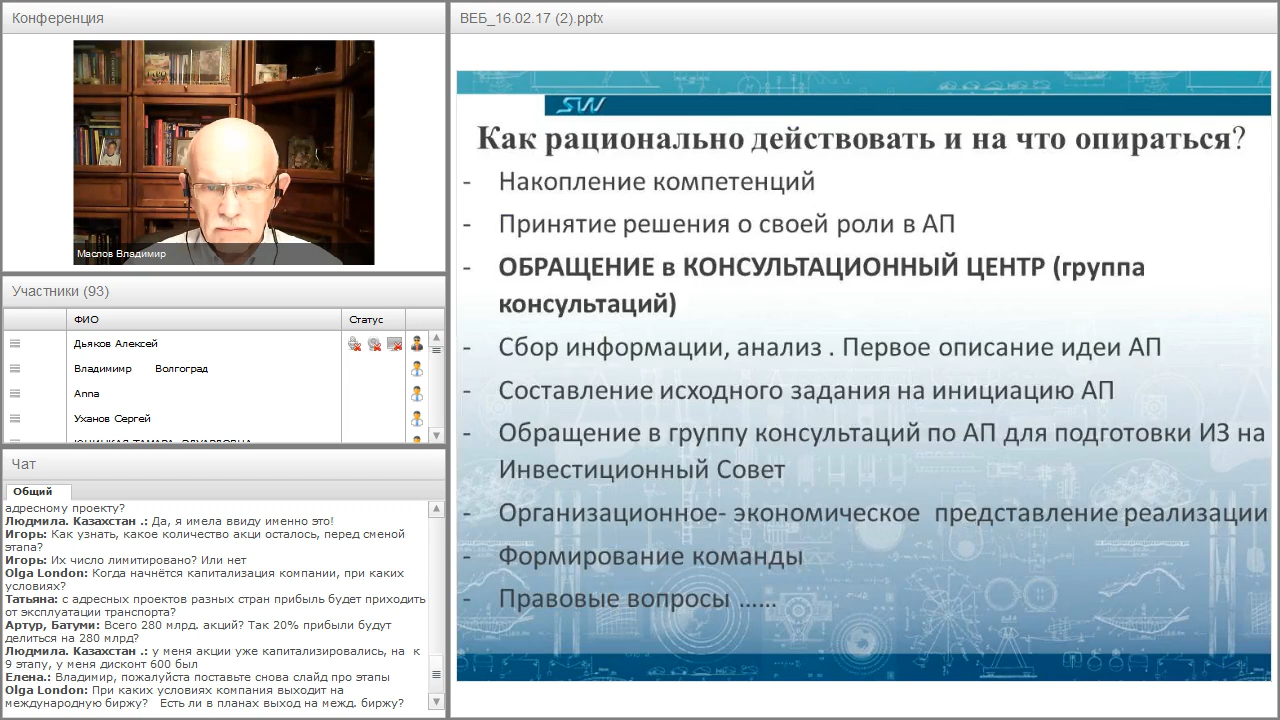 Конференция
Маслов Владимир
Участники (93)
ФИО Статус
Дьяков Алексей
Владимирр Волгоград
Anna
Уханов Сергей
Чат
Общий
адресному проекту?
Людмила. Казахстан .: Да, я имела ввиду именно это!
Игорь: Как узнать, какое количество акци осталось, перед сменой
этапа?
Игорь: Их число лимитировано? Или нет
Olga London: Когда начнётся капитализация компании, при каких
условиях?
Татьяна: с адресных проектов разных стран прибыль будет приходить
от эксплуатации транспорта?
Артур, Батуми: Всего 280 млрд. акций? Так 20% прибыли будут
делиться на 280 млрд?
Людмила. Казахстан .: у меня акции уже капитализировались, на к
9 этапу, у меня дисконт 600 был
Елена.: Владимир, пожалуйста поставьте снова слайд про этапы
Olga London: При каких условиях компания выходит на
международную биржу? Есть ли в планах выход на межд. биржу?
ВЕБ_16.02.17 (2).pptx
SW
Как рационально действовать и на что опираться?
- Накопление компетенций
- Принятие решения о своей роли в АП
- ОБРАЩЕНИЕ в КОНСУЛЬТАЦИОННЫЙ ЦЕНТР (группа
консультаций)
- Сбор информации, анализ . Первое описание идеи АП
- Составление исходного задания на инициацию АП
- Обращение в группу консультаций по АП для подготовки ИЗ на
Инвестиционный Совет
- Организационное- экономическое представление реализации
- Формирование команды
- Правовые вопросы ......